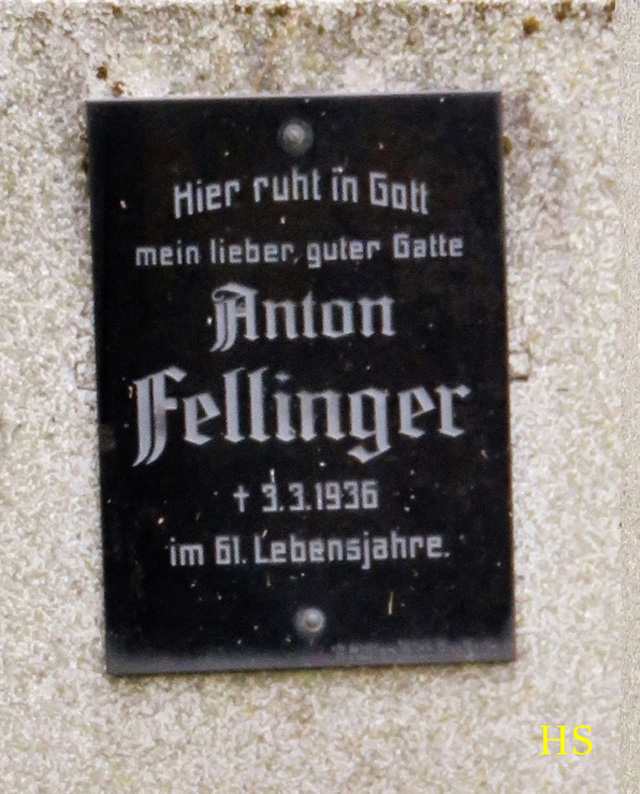 Hier ruht in Gott
mein lieber, guter Gatte
Anton
Fellinger
† 3.3.1936
im 61. Lebensjahre.
HS